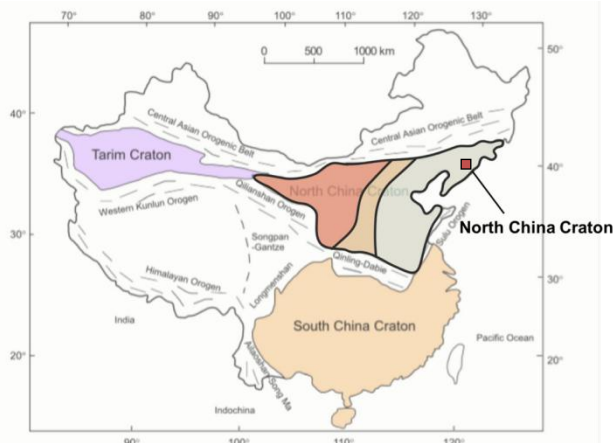 70°
80°
90°
100°
110°
120°
130°
0
500
1000 km
50°
40°
Central Asian Orogenic Belt
Central Asian Orogenic Belt
Tarim Craton
40°
North China Craton
Qilianshan Orogen
Western Kunlun Orogen
North China Craton
Sulu Orogen
30°
Songpan
-Gantze
Qinling-Dabie
Himalayan Orogen
Longmenshan
30°
India
South China Craton
Pacific Ocean
20°
20°
Ailaoshan Song Ma
Indochina
90°
100°
110°
120°